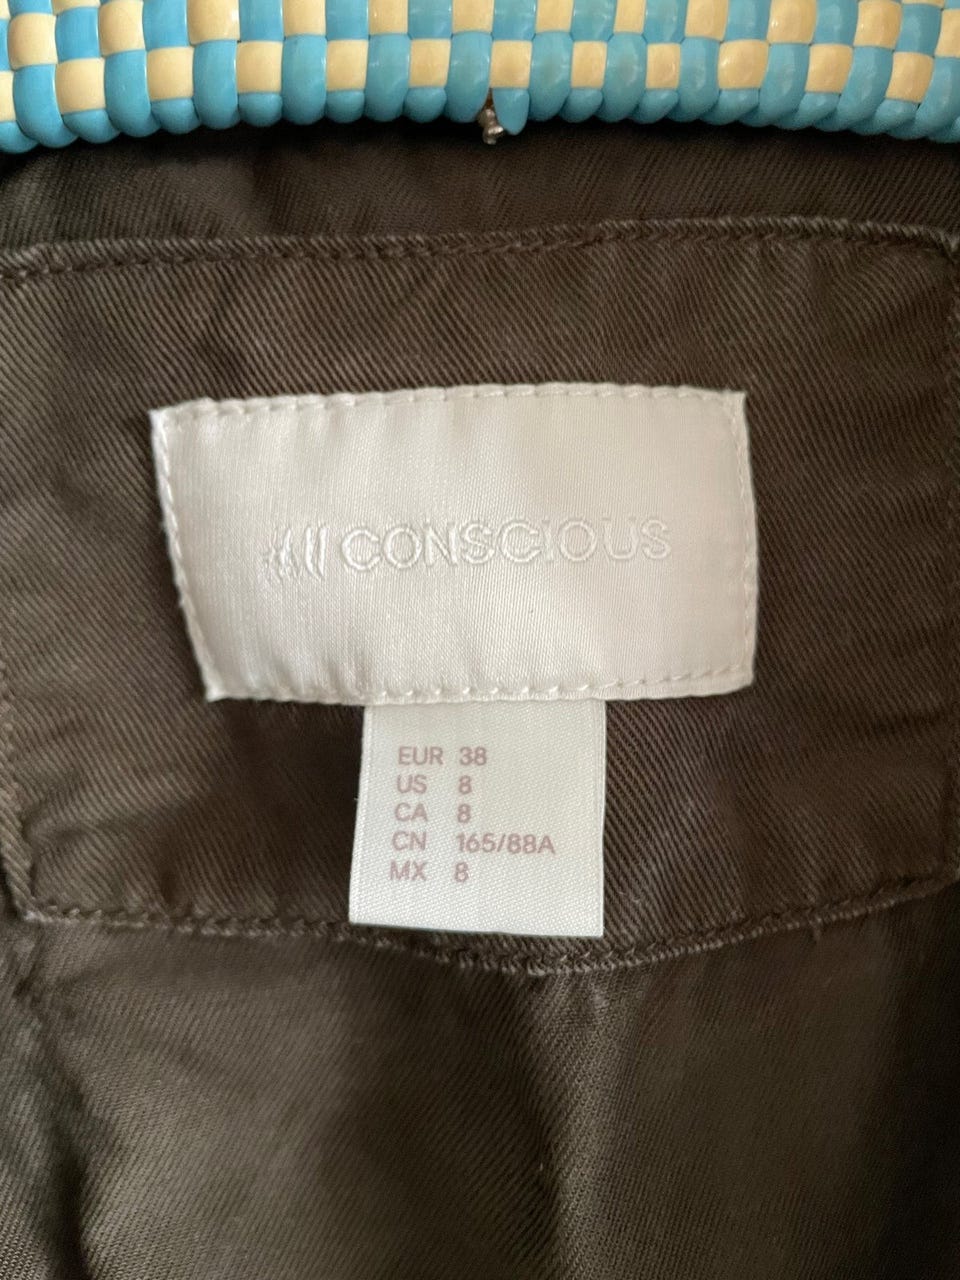 CONSCIOUS
EUR 38
US 8
CA 8
CN 165/88A
MX 8